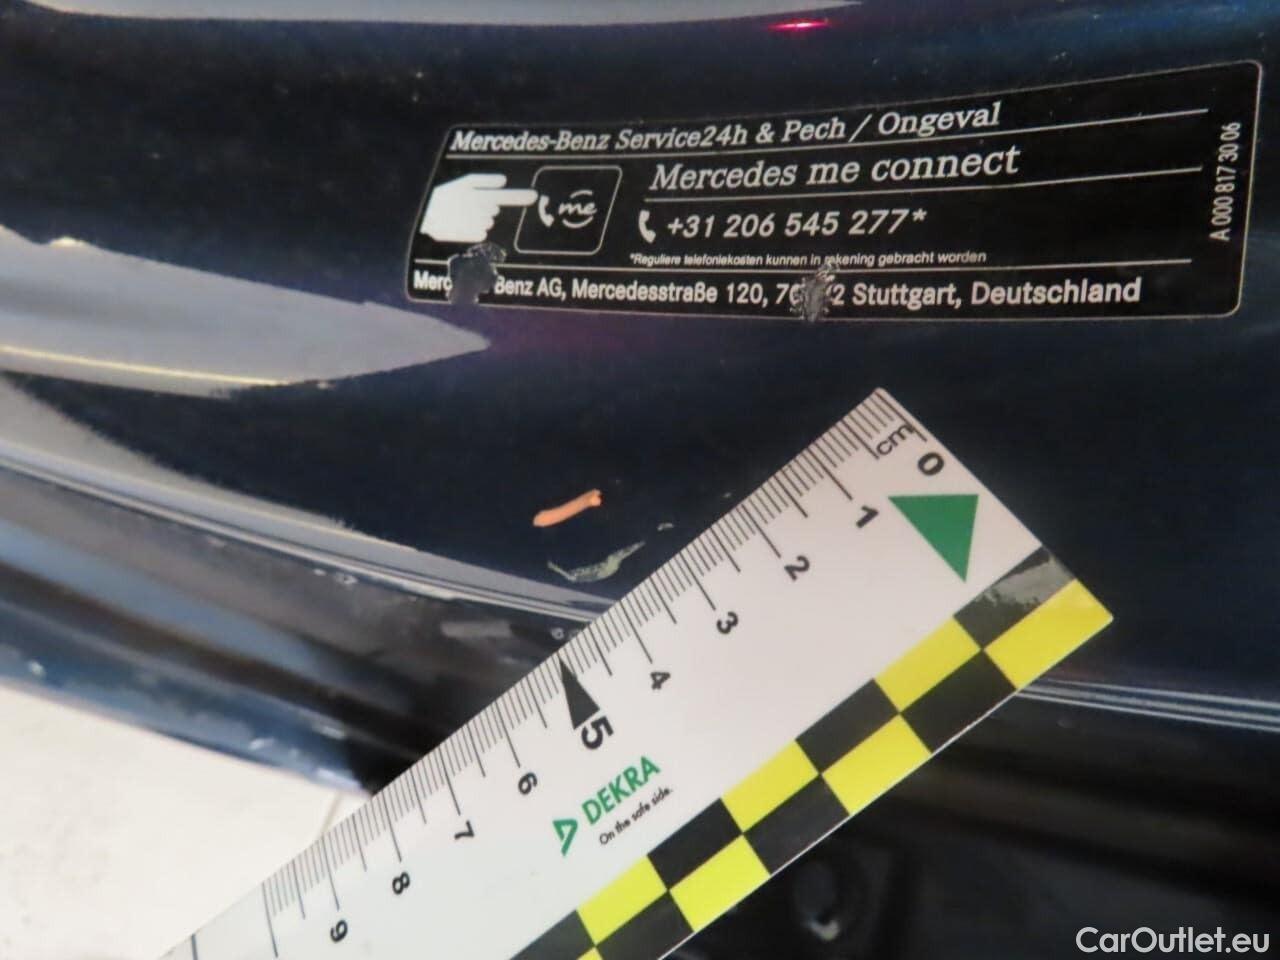 Mercedes-Benz Service24h & Pech / Ongeval
Mercedes me connect
me
+31 206 545 277*
*Reguliere telefoniekosten kunnen in rekening gebracht worden
Benz AG, Mercedesstraße 120, Stuttgart, Deutschland
A 000 817 30 06
cm
0
1
2
3
4
5
6
7
8
9
DEKRA
On the safe side.
CarOutlet.eu